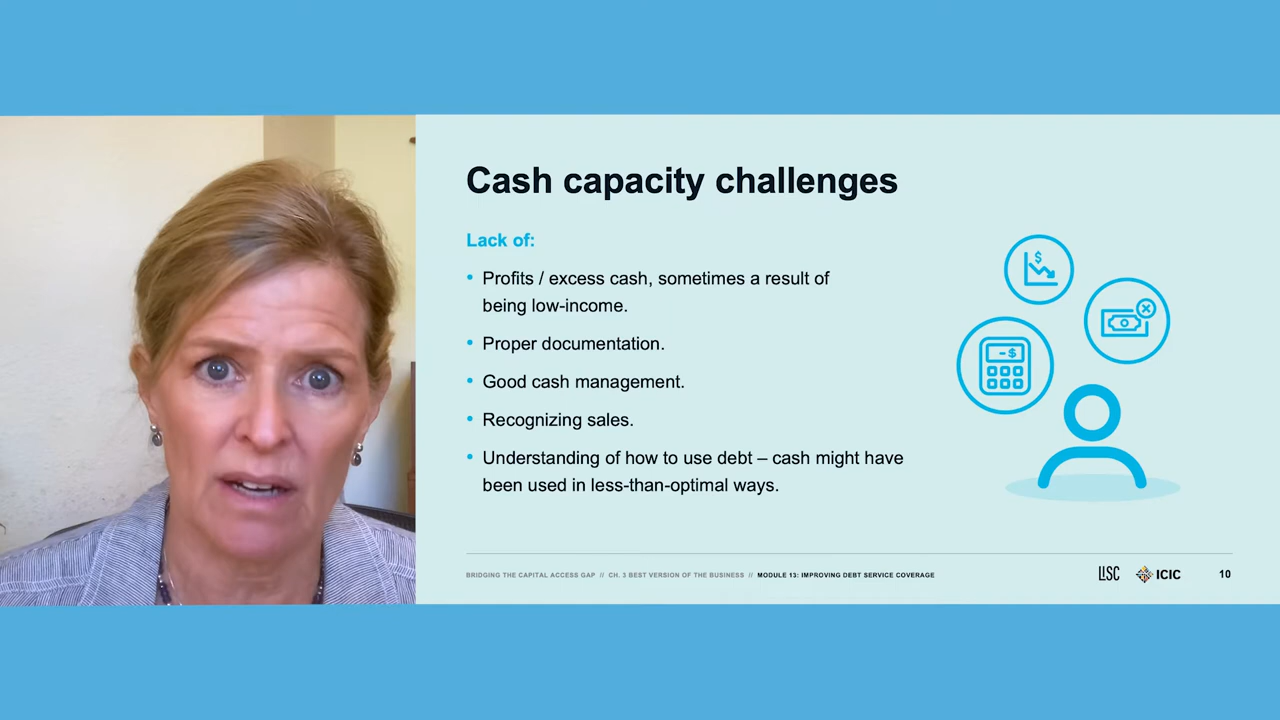 Cash capacity challenges
Lack of:
• Profits / excess cash, sometimes a result of
being low-income.
• Proper documentation.
• Good cash management.
• Recognizing sales.
• Understanding of how to use debt – cash might have
been used in less-than-optimal ways.
$
-$
BRIDGING THE CAPITAL ACCESS GAP // CH. 3 BEST VERSION OF THE BUSINESS // MODULE 13: IMPROVING DEBT SERVICE COVERAGE
LISC ICIC 10